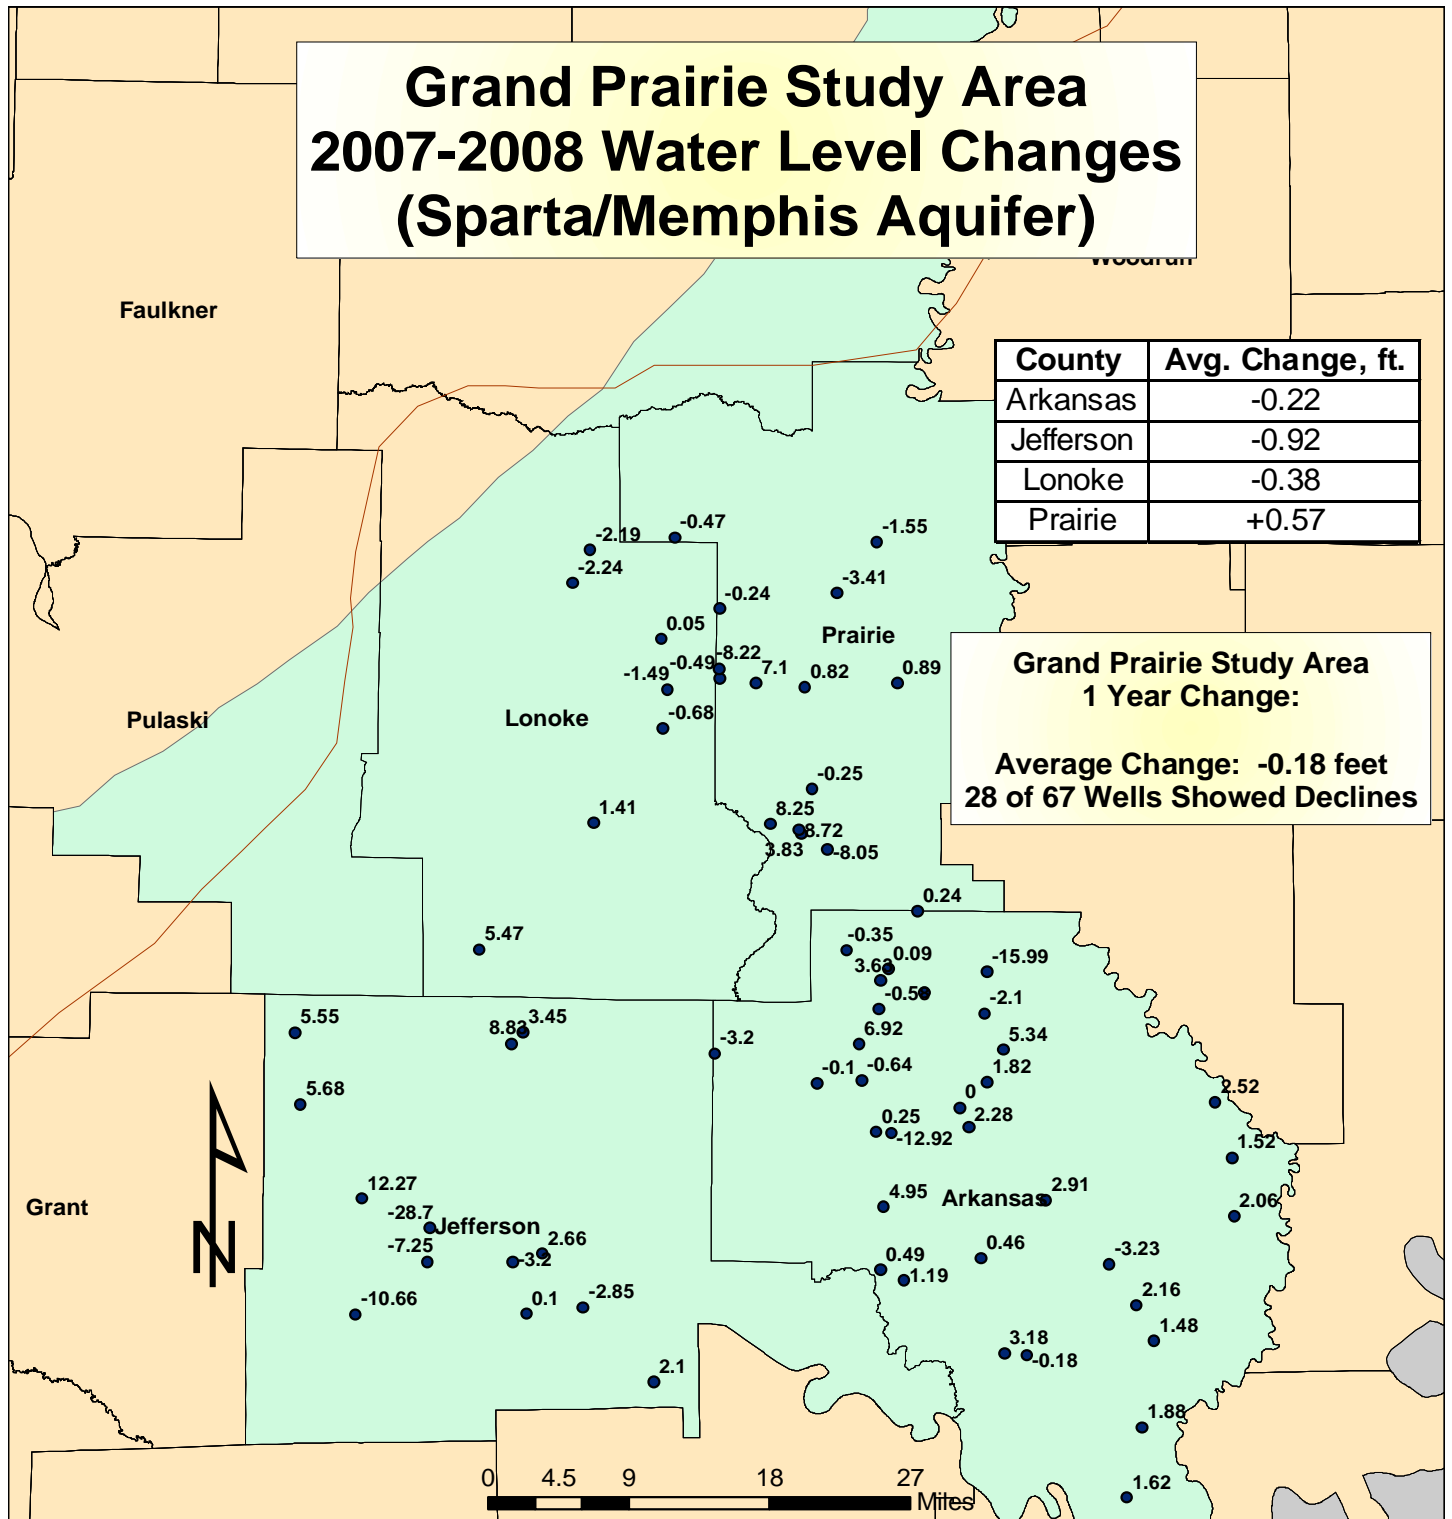 Grand Prairie Study Area
2007-2008 Water Level Changes
(Sparta/Memphis Aquifer)
Faulkner
County Avg. Change, ft.
Arkansas -0.22
Jefferson -0.92
Lonoke -0.38
Prairie +0.57
-0.47
-1.55
-2.19
-2.24
-3.41
-0.24
0.05
Prairie
-8.22
-0.49
-1.49
7.1
0.82
0.89
Grand Prairie Study Area
1 Year Change:
Average Change: -0.18 feet
28 of 67 Wells Showed Declines
Pulaski
Lonoke
-0.68
-0.25
1.41
8.25
8.72
3.83
-8.05
0.24
5.47
-0.35
0.09
-15.99
-2.1
5.55
8.83
3.45
-3.2
6.92
5.34
-0.1
-0.64
1.82
5.68
0
2.52
0.25
2.28
-12.92
1.52
12.27
4.95
Arkansas
2.91
2.06
Grant
-28.7
Jefferson
-7.25
2.66
-3.2
0.49
0.46
-3.23
1.19
-10.66
0.1
-2.85
2.16
1.48
3.18
-0.18
2.1
1.88
1.62
N
0 4.5 9 18 27
Miles